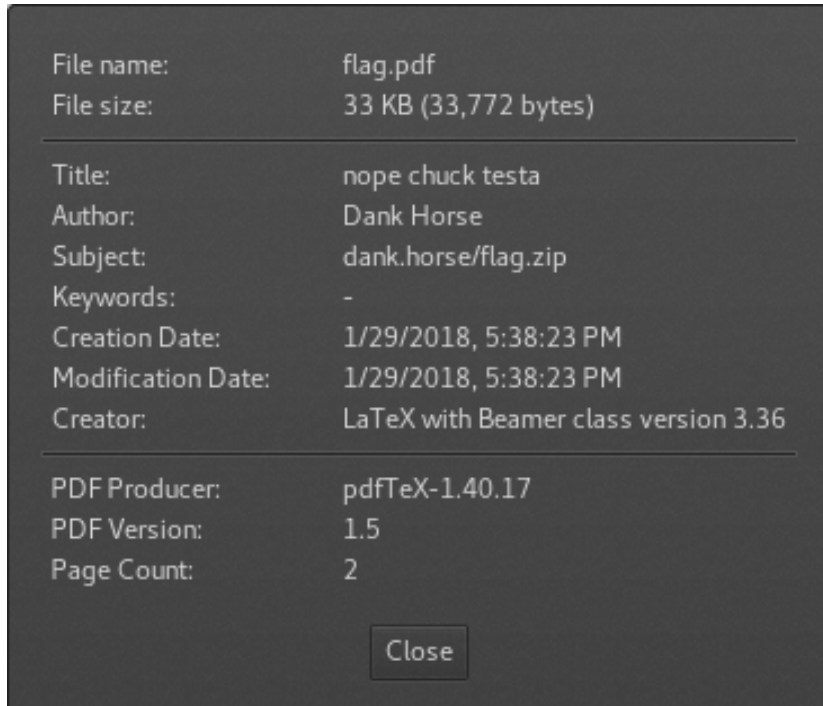 File name: flag.pdf
File size: 33 KB (33,772 bytes)
Title: nope chuck testa
Author: Dank Horse
Subject: dank.horse/flag.zip
Keywords: -
Creation Date: 1/29/2018, 5:38:23 PM
Modification Date: 1/29/2018, 5:38:23 PM
Creator: LaTeX with Beamer class version 3.36
PDF Producer: pdfTeX-1.40.17
PDF Version: 1.5
Page Count: 2
Close